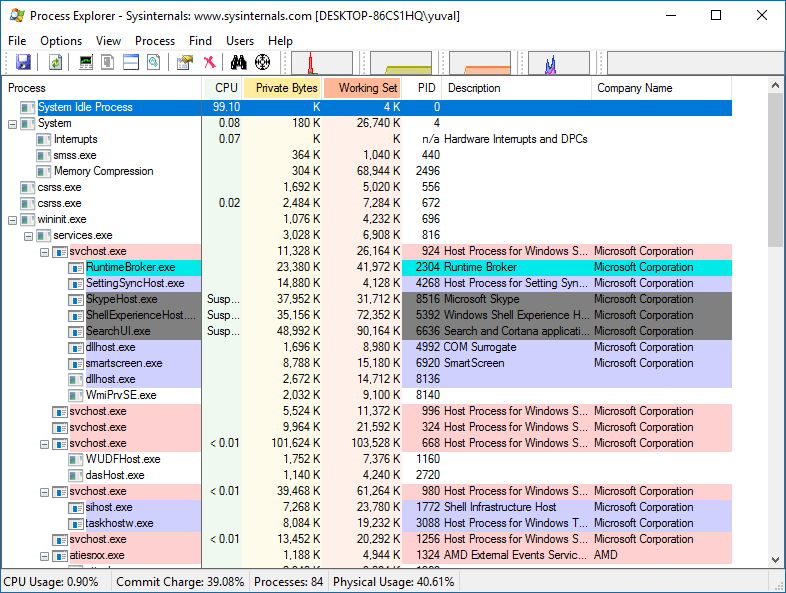 Process Explorer - Sysinternals: www.sysinternals.com [DESKTOP-86CS1HQ\yuval]
File Options View Process Find Users Help
Process CPU Private Bytes Working Set PID Description Company Name
System Idle Process 99.10 K 4 K 0
System 0.08 180 K 26,740 K 4
Interrupts 0.07 K K n/a Hardware Interrupts and DPCs
smss.exe 364 K 1,040 K 440
Memory Compression 304 K 68,944 K 2496
csrss.exe 1,692 K 5,020 K 556
csrss.exe 0.02 2,484 K 7,284 K 672
wininit.exe 1,076 K 4,232 K 696
services.exe 3,028 K 6,908 K 816
svchost.exe 11,328 K 26,164 K 924 Host Process for Windows S... Microsoft Corporation
RuntimeBroker.exe 23,380 K 41,972 K 2304 Runtime Broker Microsoft Corporation
SettingSyncHost.exe 14,880 K 4,128 K 4268 Host Process for Setting Syn... Microsoft Corporation
SkypeHost.exe Susp... 37,952 K 31,712 K 8516 Microsoft Skype Microsoft Corporation
ShellExperienceHost.... Susp... 35,156 K 72,352 K 5392 Windows Shell Experience H... Microsoft Corporation
SearchUI.exe Susp... 48,992 K 90,164 K 6636 Search and Cortana applicati... Microsoft Corporation
dllhost.exe 1,696 K 8,980 K 4992 COM Surrogate Microsoft Corporation
smartscreen.exe 8,788 K 15,180 K 6920 SmartScreen Microsoft Corporation
dllhost.exe 2,672 K 14,712 K 8136
WmiPrvSE.exe 2,032 K 9,100 K 8140
svchost.exe 5,524 K 11,372 K 996 Host Process for Windows S... Microsoft Corporation
svchost.exe 9,964 K 21,592 K 324 Host Process for Windows S... Microsoft Corporation
svchost.exe < 0.01 101,624 K 103,528 K 668 Host Process for Windows S... Microsoft Corporation
WUDFHost.exe 1,752 K 7,376 K 1160
dasHost.exe 1,140 K 4,240 K 2720
svchost.exe < 0.01 39,468 K 61,264 K 980 Host Process for Windows S... Microsoft Corporation
sihost.exe 7,268 K 23,780 K 1772 Shell Infrastructure Host Microsoft Corporation
taskhostw.exe 8,084 K 19,232 K 3088 Host Process for Windows T... Microsoft Corporation
svchost.exe < 0.01 13,452 K 20,292 K 1256 Host Process for Windows S... Microsoft Corporation
atiesrxx.exe 1,188 K 4,944 K 1324 AMD External Events Servic... AMD
CPU Usage: 0.90% Commit Charge: 39.08% Processes: 84 Physical Usage: 40.61%